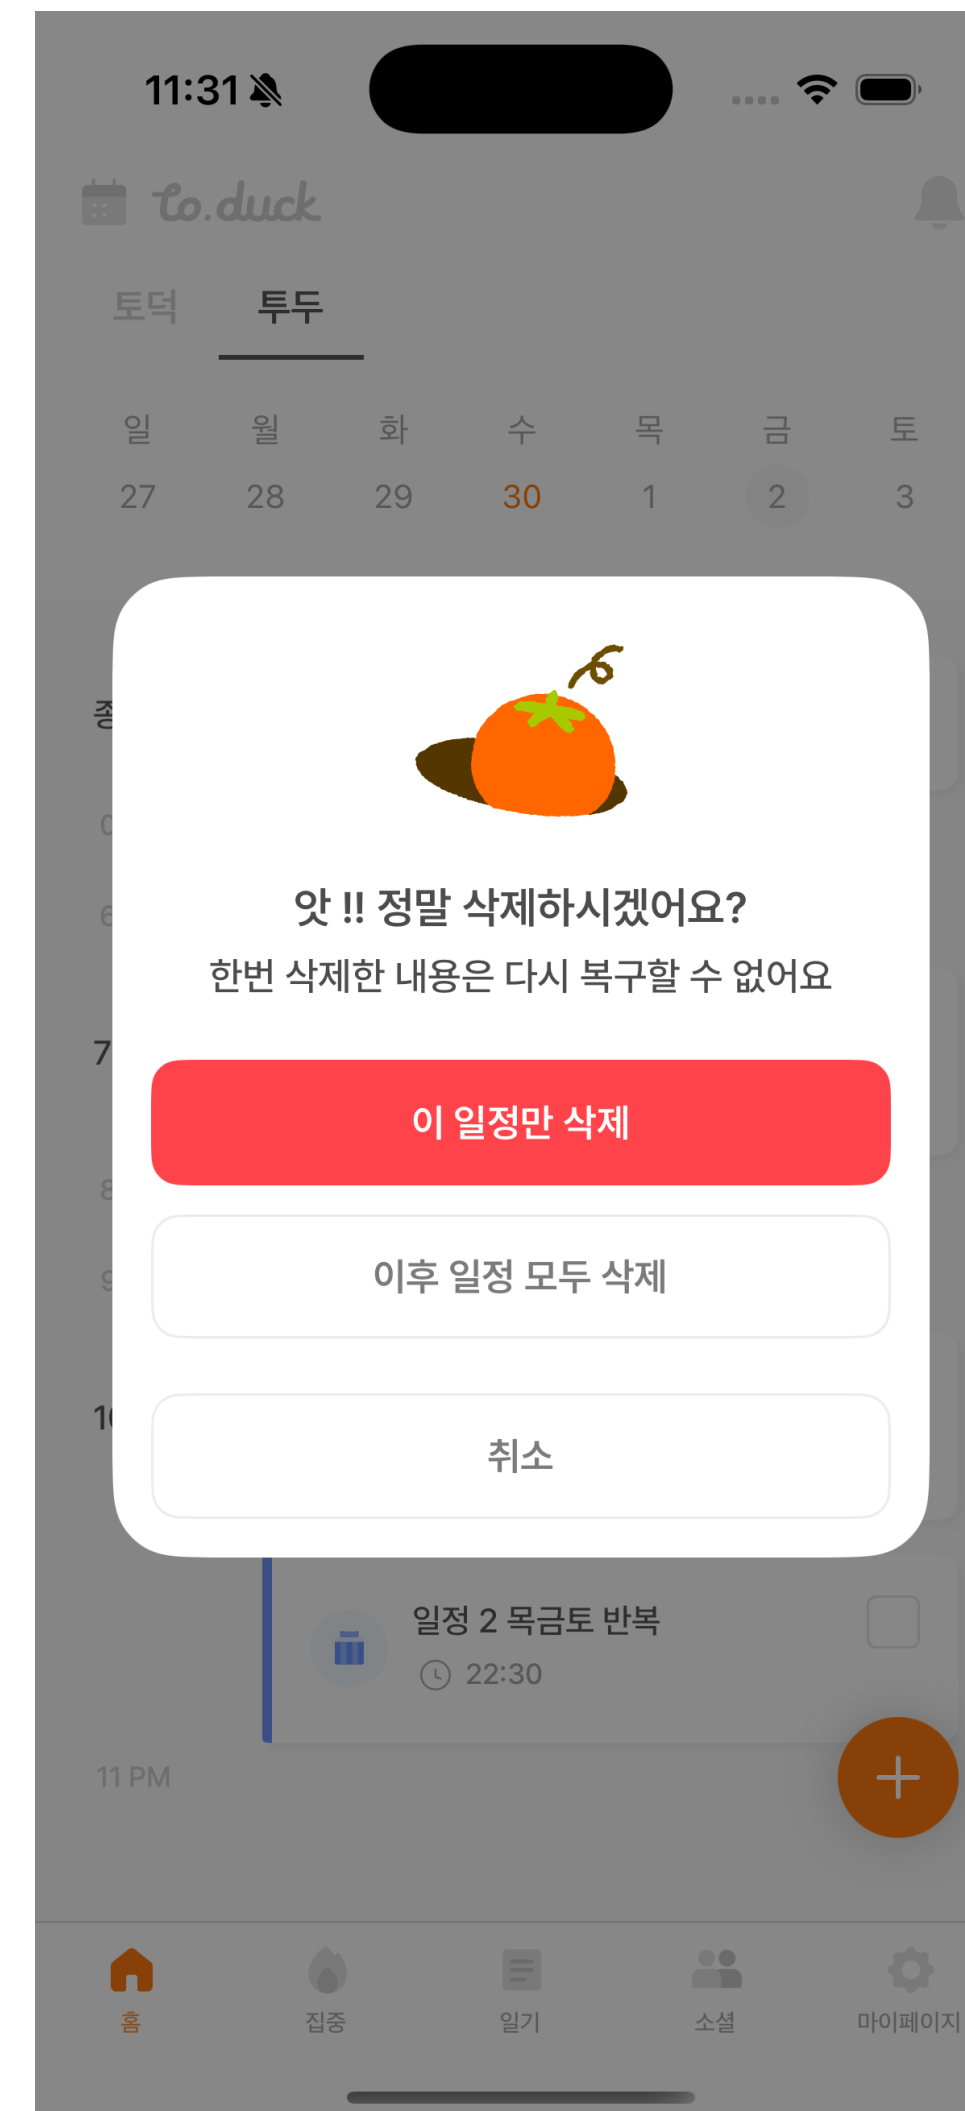 11:31
to.duck
토덕 투두
일 월 화 수 목 금 토
27 28 29 30 1 2 3
앗 !! 정말 삭제하시겠어요?
한번 삭제한 내용은 다시 복구할 수 없어요
이 일정만 삭제
이후 일정 모두 삭제
취소
일정 2 목금토 반복
22:30
11 PM
홈 집중 일기 소셜 마이페이지